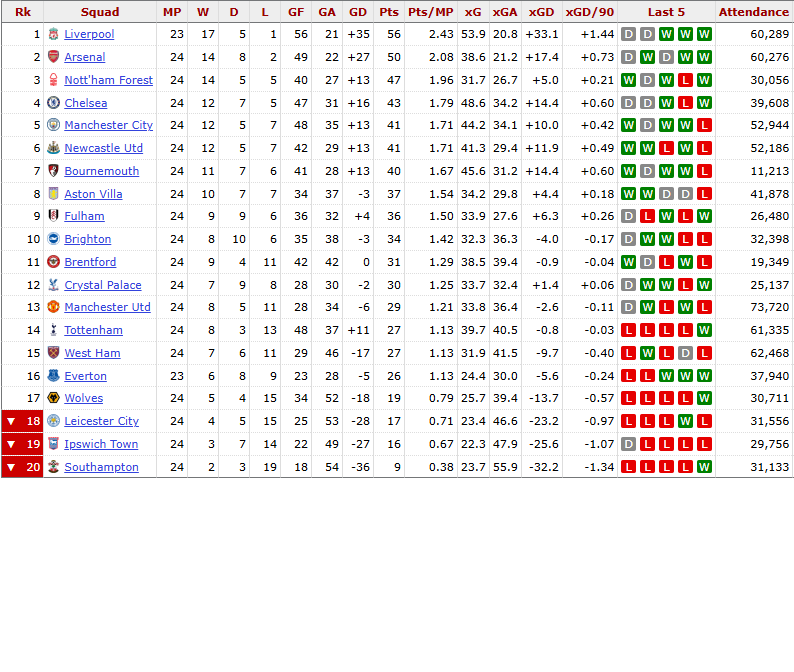 Rk Squad MP W D L GF GA GD Pts Pts/MP xG xGA xGD xGD/90 Last 5 Attendance
1 Liverpool 23 17 5 1 56 21 +35 56 2.43 53.9 20.8 +33.1 +1.44 D D W W W 60,289
2 Arsenal 24 14 8 2 49 22 +27 50 2.08 38.6 21.2 +17.4 +0.73 D W D W W 60,276
3 Nott'ham Forest 24 14 5 5 40 27 +13 47 1.96 31.7 26.7 +5.0 +0.21 W D W L W 30,056
4 Chelsea 24 12 7 5 47 31 +16 43 1.79 48.6 34.2 +14.4 +0.60 D D W L W 39,608
5 Manchester City 24 12 5 7 48 35 +13 41 1.71 44.2 34.1 +10.0 +0.42 W D W W L 52,944
6 Newcastle Utd 24 12 5 7 42 29 +13 41 1.71 41.3 29.4 +11.9 +0.49 W W L W L 52,186
7 Bournemouth 24 11 7 6 41 28 +13 40 1.67 45.6 31.2 +14.4 +0.60 W D W W L 11,213
8 Aston Villa 24 10 7 7 34 37 -3 37 1.54 34.2 29.8 +4.4 +0.18 W W D D L 41,878
9 Fulham 24 9 9 6 36 32 +4 36 1.50 33.9 27.6 +6.3 +0.26 D L W L W 26,480
10 Brighton 24 8 10 6 35 38 -3 34 1.42 32.3 36.3 -4.0 -0.17 D W W L L 32,398
11 Brentford 24 9 4 11 42 42 0 31 1.29 38.5 39.4 -0.9 -0.04 W D L W L 19,349
12 Crystal Palace 24 7 9 8 28 30 -2 30 1.25 33.7 32.4 +1.4 +0.06 D W W L W 25,137
13 Manchester Utd 24 8 5 11 28 34 -6 29 1.21 33.8 36.4 -2.6 -0.11 D W L W L 73,720
14 Tottenham 24 8 3 13 48 37 +11 27 1.13 39.7 40.5 -0.8 -0.03 L L L L W 61,335
15 West Ham 24 7 6 11 29 46 -17 27 1.13 31.9 41.5 -9.7 -0.40 L W L D L 62,468
16 Everton 23 6 8 9 23 28 -5 26 1.13 24.4 30.0 -5.6 -0.24 L L W W W 37,940
17 Wolves 24 5 4 15 34 52 -18 19 0.79 25.7 39.4 -13.7 -0.57 L L L L W 30,711
▼ 18 Leicester City 24 4 5 15 25 53 -28 17 0.71 23.4 46.6 -23.2 -0.97 L L L W L 31,556
▼ 19 Ipswich Town 24 3 7 14 22 49 -27 16 0.67 22.3 47.9 -25.6 -1.07 D L L L L 29,756
▼ 20 Southampton 24 2 3 19 18 54 -36 9 0.38 23.7 55.9 -32.2 -1.34 L L L L W 31,133